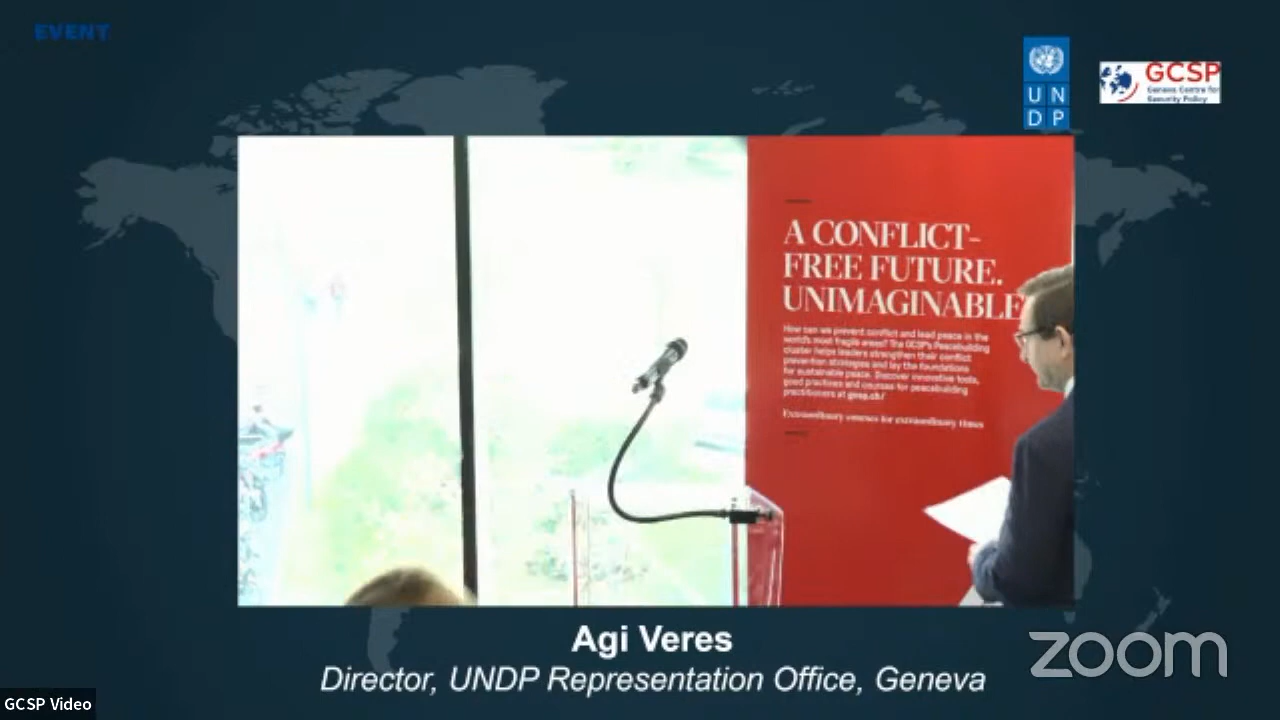 EVENT
UN
DP
GCSP
Geneva Centre for
Security Policy
A CONFLICT-
FREE FUTURE.
UNIMAGINABLE
How can we prevent conflict and lead peace in the
world's most fragile areas? The GCSP's Peacebuilding
cluster helps leaders strengthen their conflict
prevention strategies and lay the foundations
for sustainable peace. Discover innovative tools,
good practices and courses for peacebuilding
practitioners at gcsp.ch/
Extraordinary courses for extraordinary times
Agi Veres
Director, UNDP Representation Office, Geneva
zoom
GCSP Video